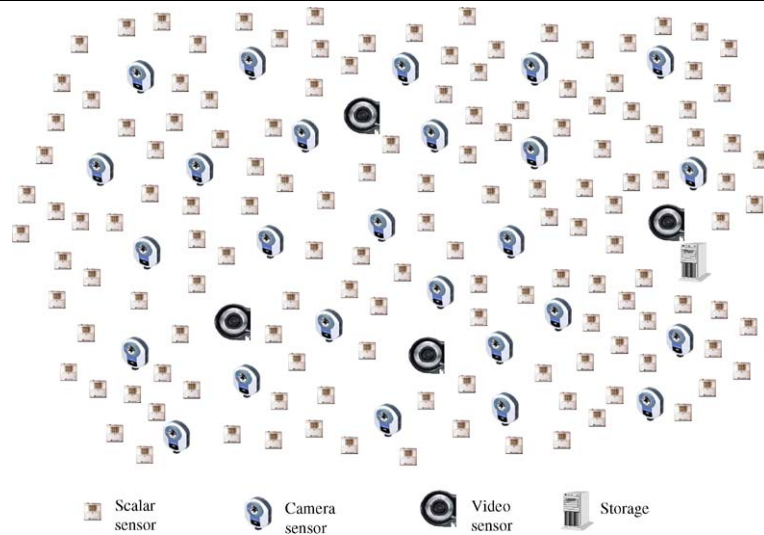 Scalar
sensor
Camera
sensor
Video
sensor
Storage